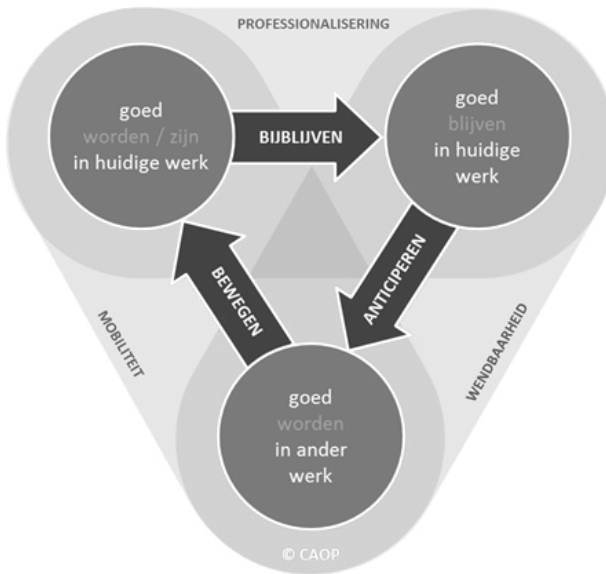 PROFESSIONALISERING
goed
worden / zijn
in huidige werk
BIJBLIJVEN
goed
blijven
in huidige
werk
ANTICIPEREN
BEWEGEN
MOBILITEIT
WENDBAARHEID
goed
worden
in ander
werk
© CAOP